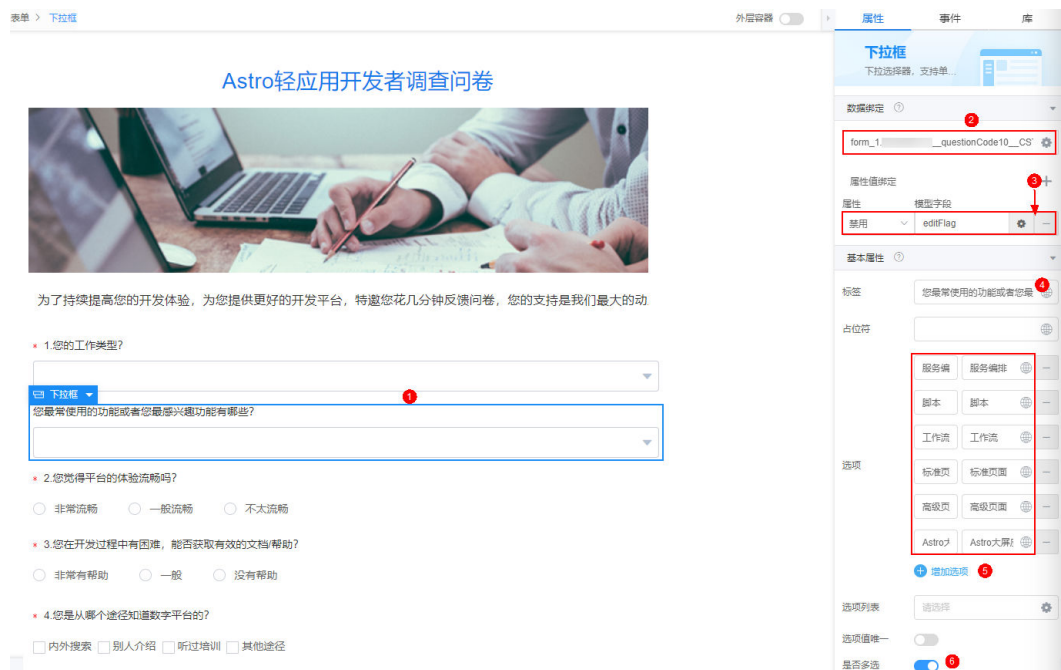 表单 > 下拉框
外层容器
属性 事件 库
下拉框
下拉选择器，支持单...
Astro轻应用开发者调查问卷
数据绑定
2
form_1. __questionCode10__CS
属性值绑定
3
属性 模型字段
禁用 editFlag
基本属性
为了持续提高您的开发体验，为您提供更好的开发平台，特邀您花几分钟反馈问卷，您的支持是我们最大的动
标签 您最常使用的功能或者您最
4
占位符
* 1.您的工作类型?
下拉框
1
您最常使用的功能或者您最感兴趣功能有哪些?
选项
服务编 服务编排
脚本 脚本
工作流 工作流
标准页 标准页面
高级页 高级页面
Astro Astro大屏
增加选项 5
* 2.您觉得平台的体验流畅吗?
非常流畅 一般流畅 不太流畅
* 3.您在开发过程中有困难，能否获取有效的文档/帮助?
非常有帮助 一般 没有帮助
* 4.您是从哪个途径知道数字平台的?
内外搜索 别人介绍 听过培训 其他途径
选项列表 请选择
选项值唯一
是否多选 6